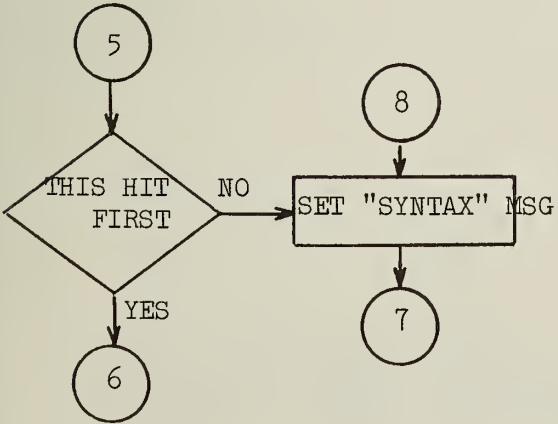 5
8
THIS HIT
FIRST
NO
SET "SYNTAX" MSG
YES
7
6